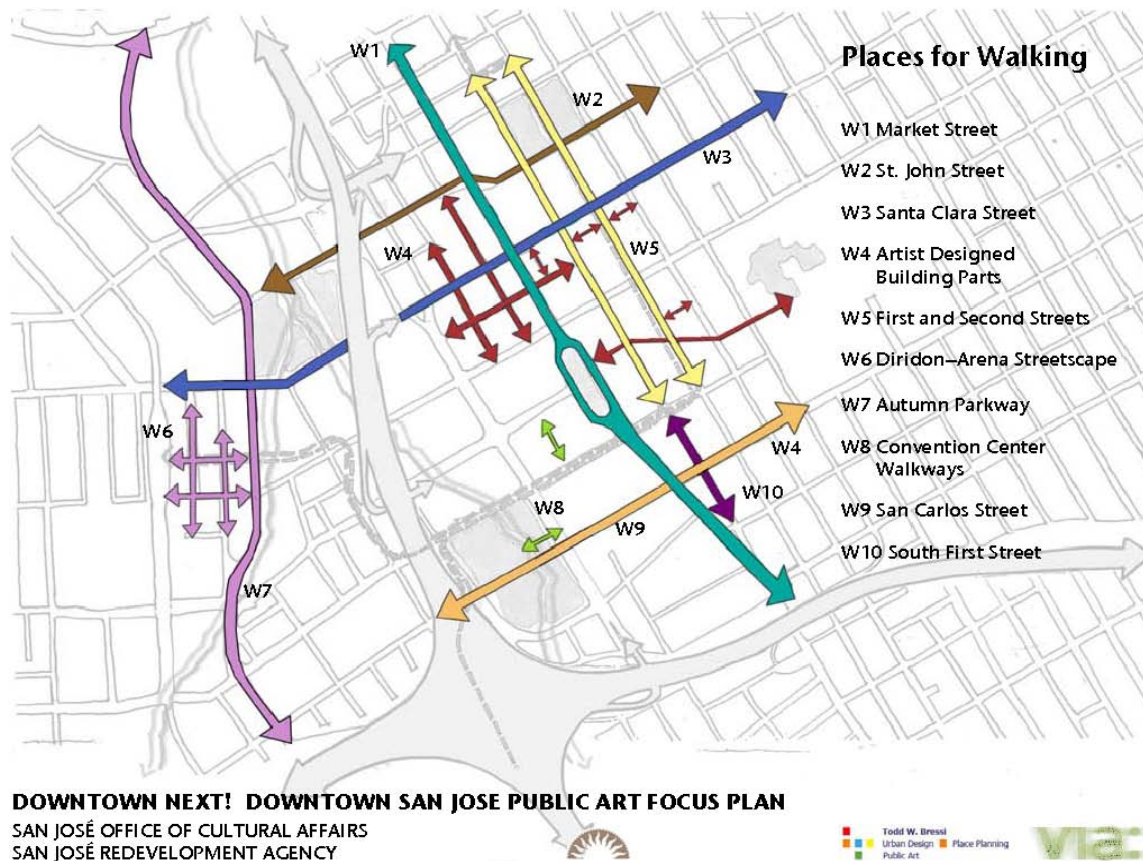 Places for Walking
W1 Market Street
W2 St. John Street
W3 Santa Clara Street
W4 Artist Designed
Building Parts
W5 First and Second Streets
W6 Diridon–Arena Streetscape
W7 Autumn Parkway
W8 Convention Center
Walkways
W9 San Carlos Street
W10 South First Street
W1
W2
W3
W4
W5
W6
W4
W10
W8
W9
W7
DOWNTOWN NEXT! DOWNTOWN SAN JOSE PUBLIC ART FOCUS PLAN
SAN JOSÉ OFFICE OF CULTURAL AFFAIRS
SAN JOSÉ REDEVELOPMENT AGENCY
Todd W. Bressi
Urban Design Place Planning
Public Art
via: